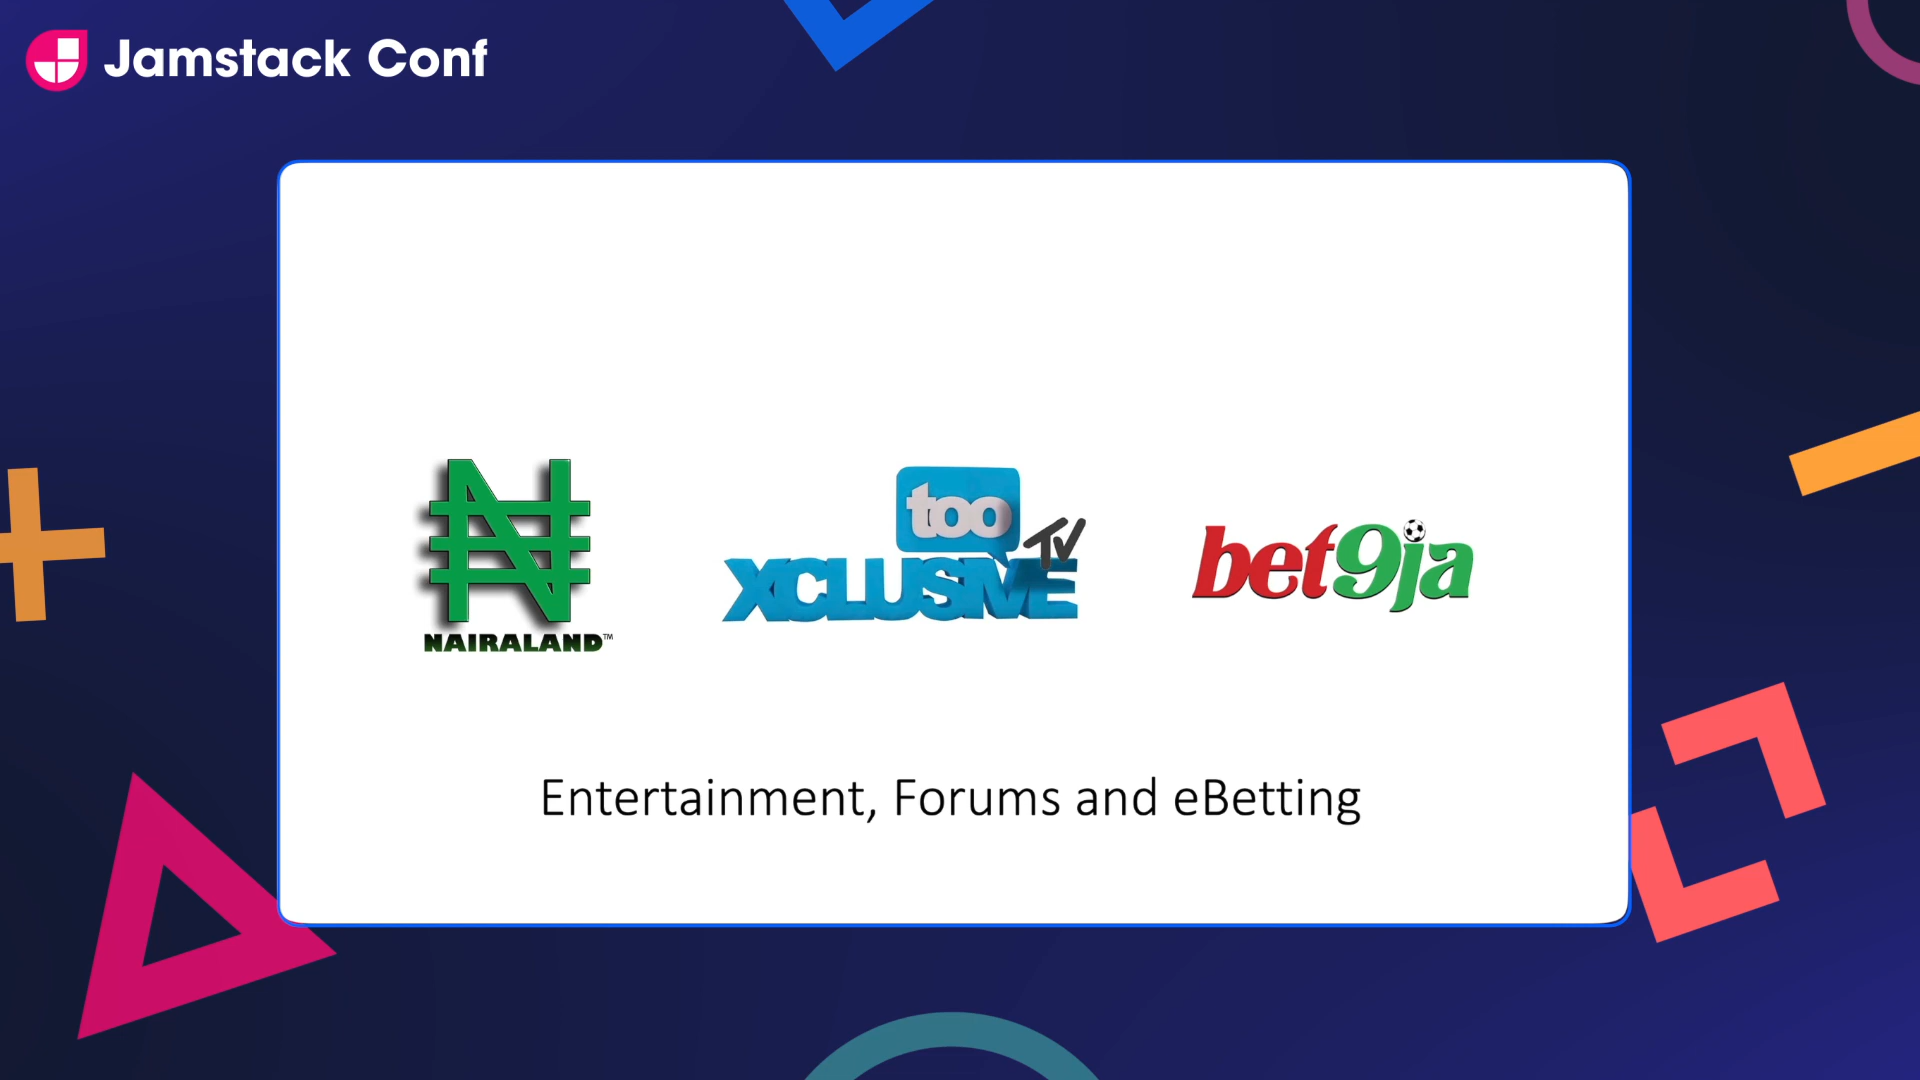 Jamstack Conf
NAIRALAND™
too
XCLUSIVE
TV
bet9ja
Entertainment, Forums and eBetting